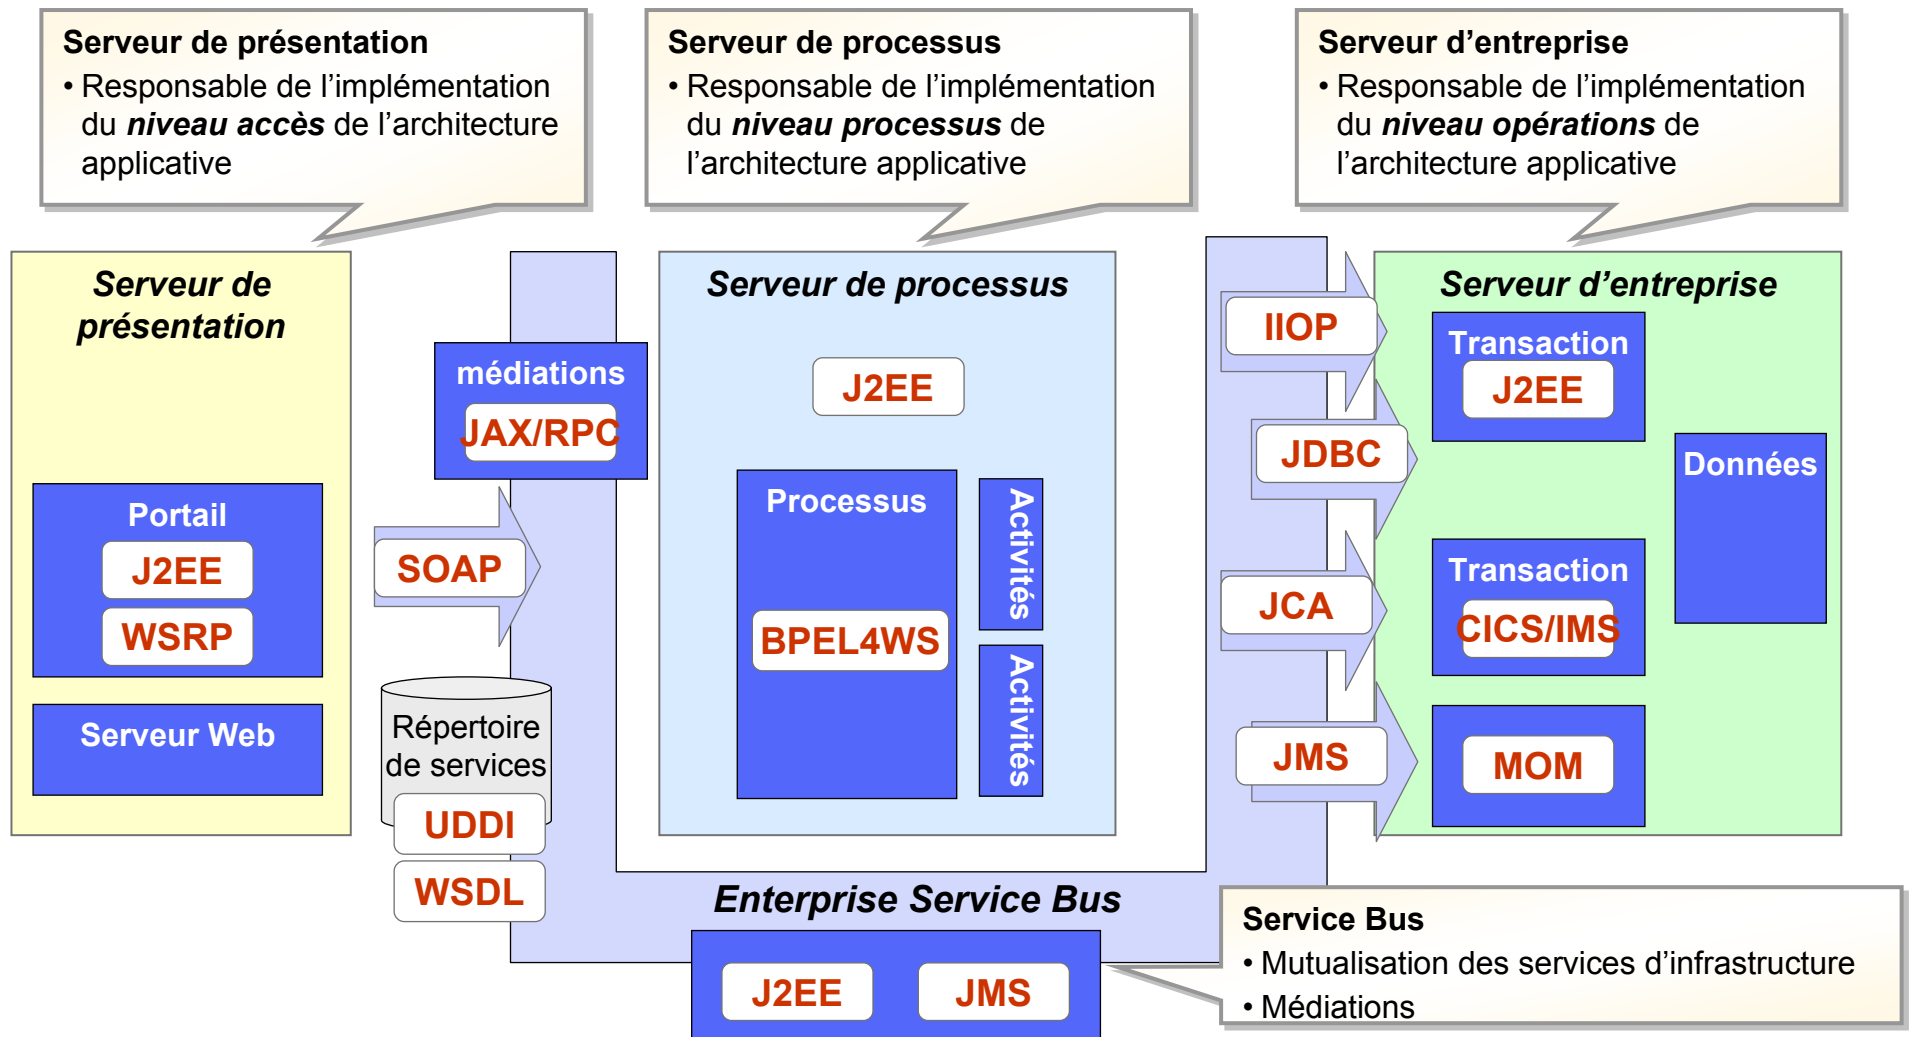 Serveur de présentation
• Responsable de l’implémentation
du niveau accès de l’architecture
applicative
Serveur de processus
• Responsable de l’implémentation
du niveau processus de
l’architecture applicative
Serveur d’entreprise
• Responsable de l’implémentation
du niveau opérations de
l’architecture applicative
Serveur de
présentation
Portail
J2EE
WSRP
Serveur Web
médiations
JAX/RPC
SOAP
Répertoire
de services
UDDI
WSDL
Serveur de processus
J2EE
Processus
BPEL4WS
Activités
Activités
IIOP
JDBC
JCA
JMS
Serveur d’entreprise
Transaction
J2EE
Données
Transaction
CICS/IMS
MOM
Enterprise Service Bus
J2EE
JMS
Service Bus
• Mutualisation des services d’infrastructure
• Médiations